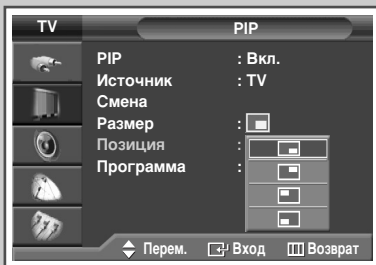 TV PIP
PIP : Вкл.
Источник : TV
Смена
Размер :
Позиция :
Программа :
Перем. Вход Возврат